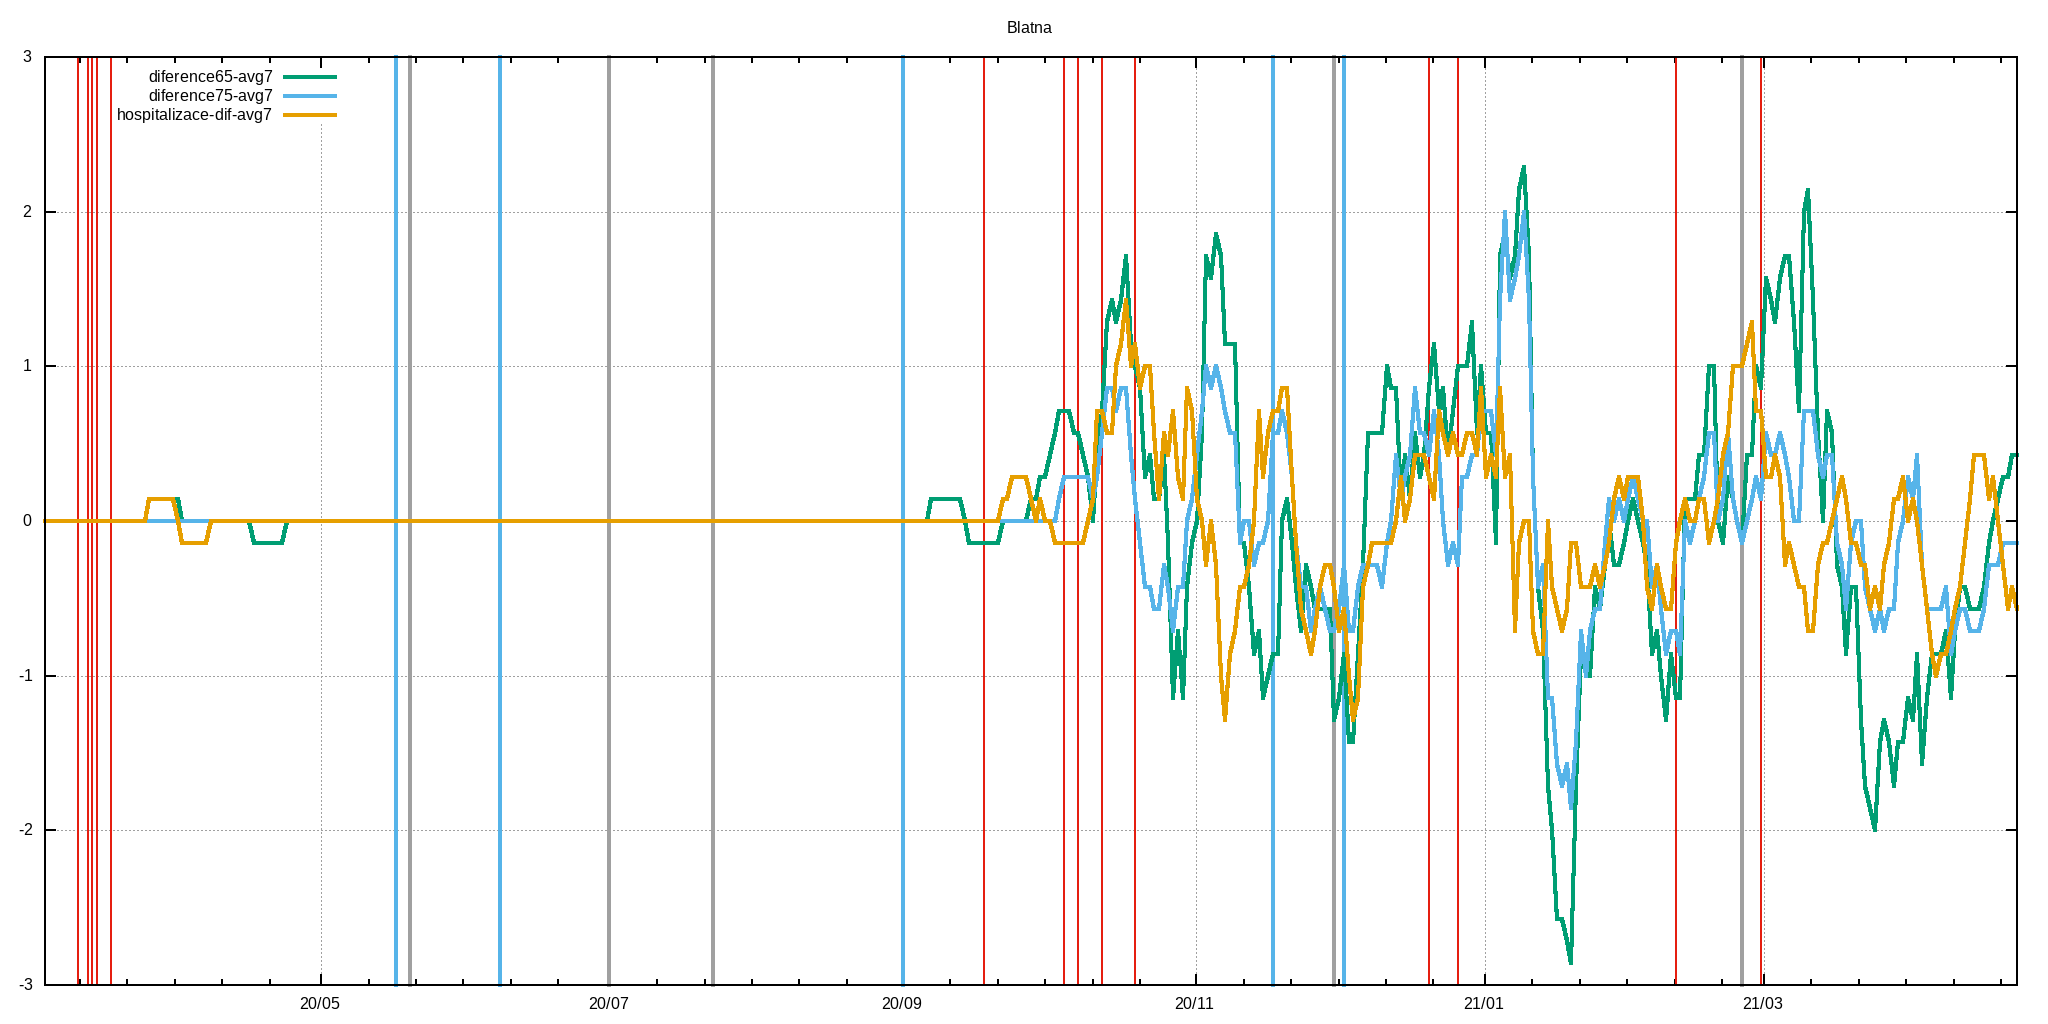 Blatna
3
diference65-avg7
diference75-avg7
hospitalizace-dif-avg7
2
1
0
-1
-2
-3
20/05 20/07 20/09 20/11 21/01 21/03